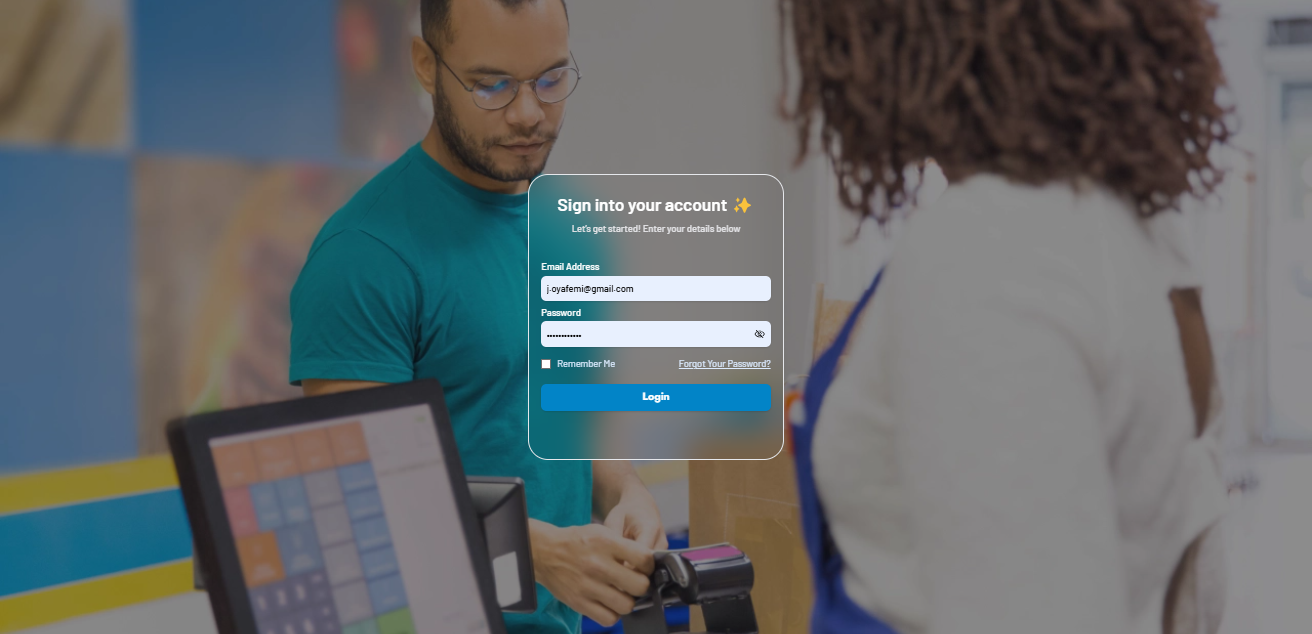 Sign into your account ✨
Let's get started! Enter your details below
Email Address
j.oyafemi@gmail.com
Password
••••••••••••
Remember Me
Forgot Your Password?
Login